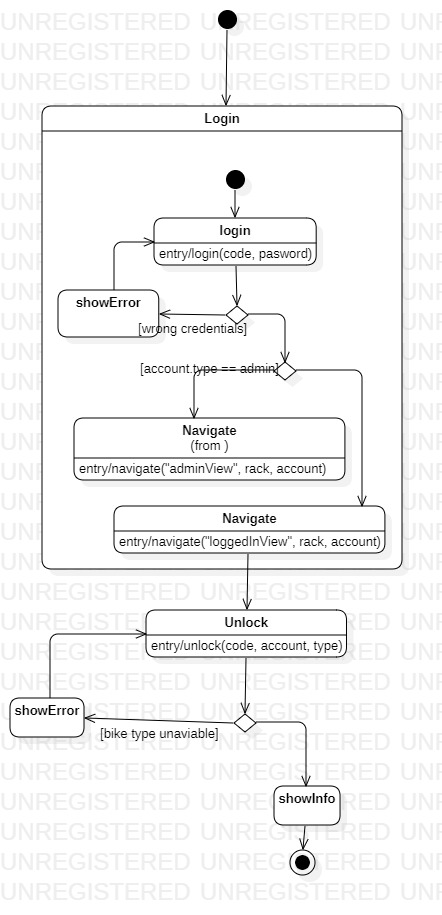 UNREGISTERED UNREGISTERED UNREGISTERED
Login
login
entry/login(code, pasword)
showError
[wrong credentials]
[account.type == admin]
Navigate
(from )
entry/navigate("adminView", rack, account)
Navigate
entry/navigate("loggedInView", rack, account)
Unlock
entry/unlock(code, account, type)
showError
[bike type unaviable]
showInfo